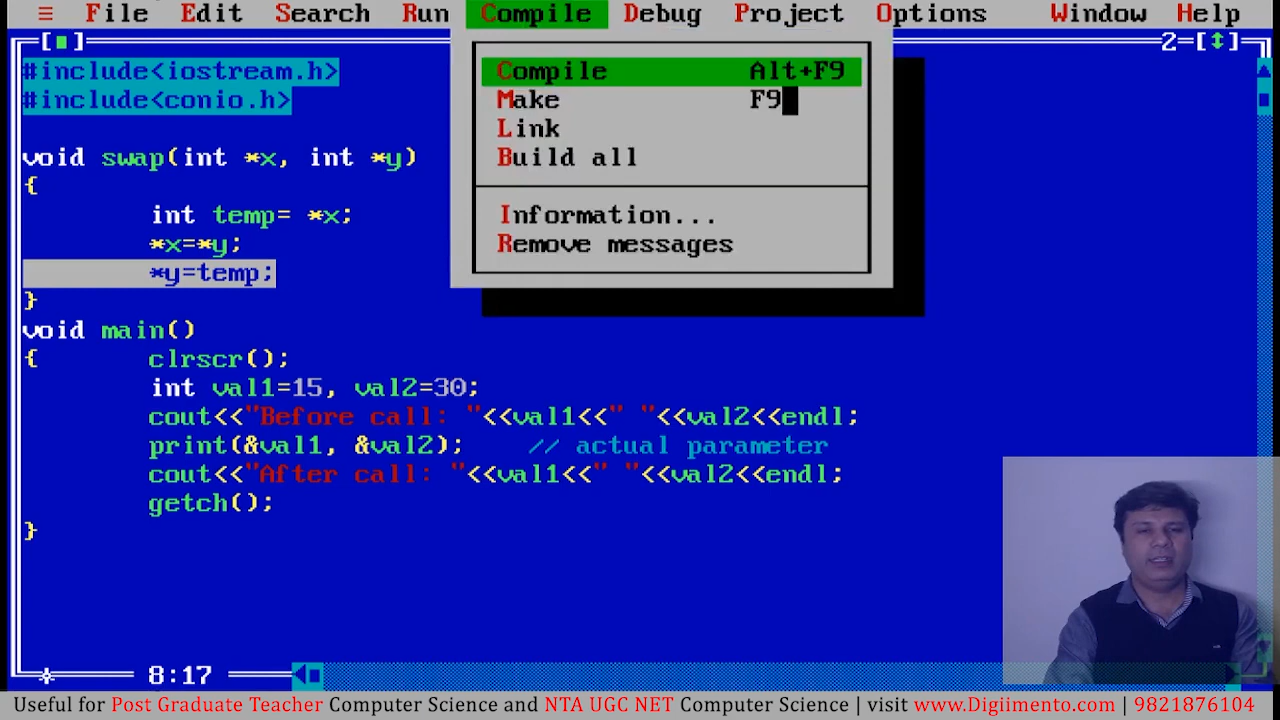 ≡ File Edit Search Run Compile Debug Project Options Window Help
[■] 2=[↕]
#include<iostream.h>
#include<conio.h>
void swap(int *x, int *y)
{
int temp= *x;
*x=*y;
*y=temp;
}
void main()
{ clrscr();
int val1=15, val2=30;
cout<<"Before call: "<<val1<<" "<<val2<<endl;
print(&val1, &val2); // actual parameter
cout<<"After call: "<<val1<<" "<<val2<<endl;
getch();
}
Compile Alt+F9
Make F9
Link
Build all
Information...
Remove messages
8:17
Useful for Post Graduate Teacher Computer Science and NTA UGC NET Computer Science | visit www.Digiimento.com | 9821876104